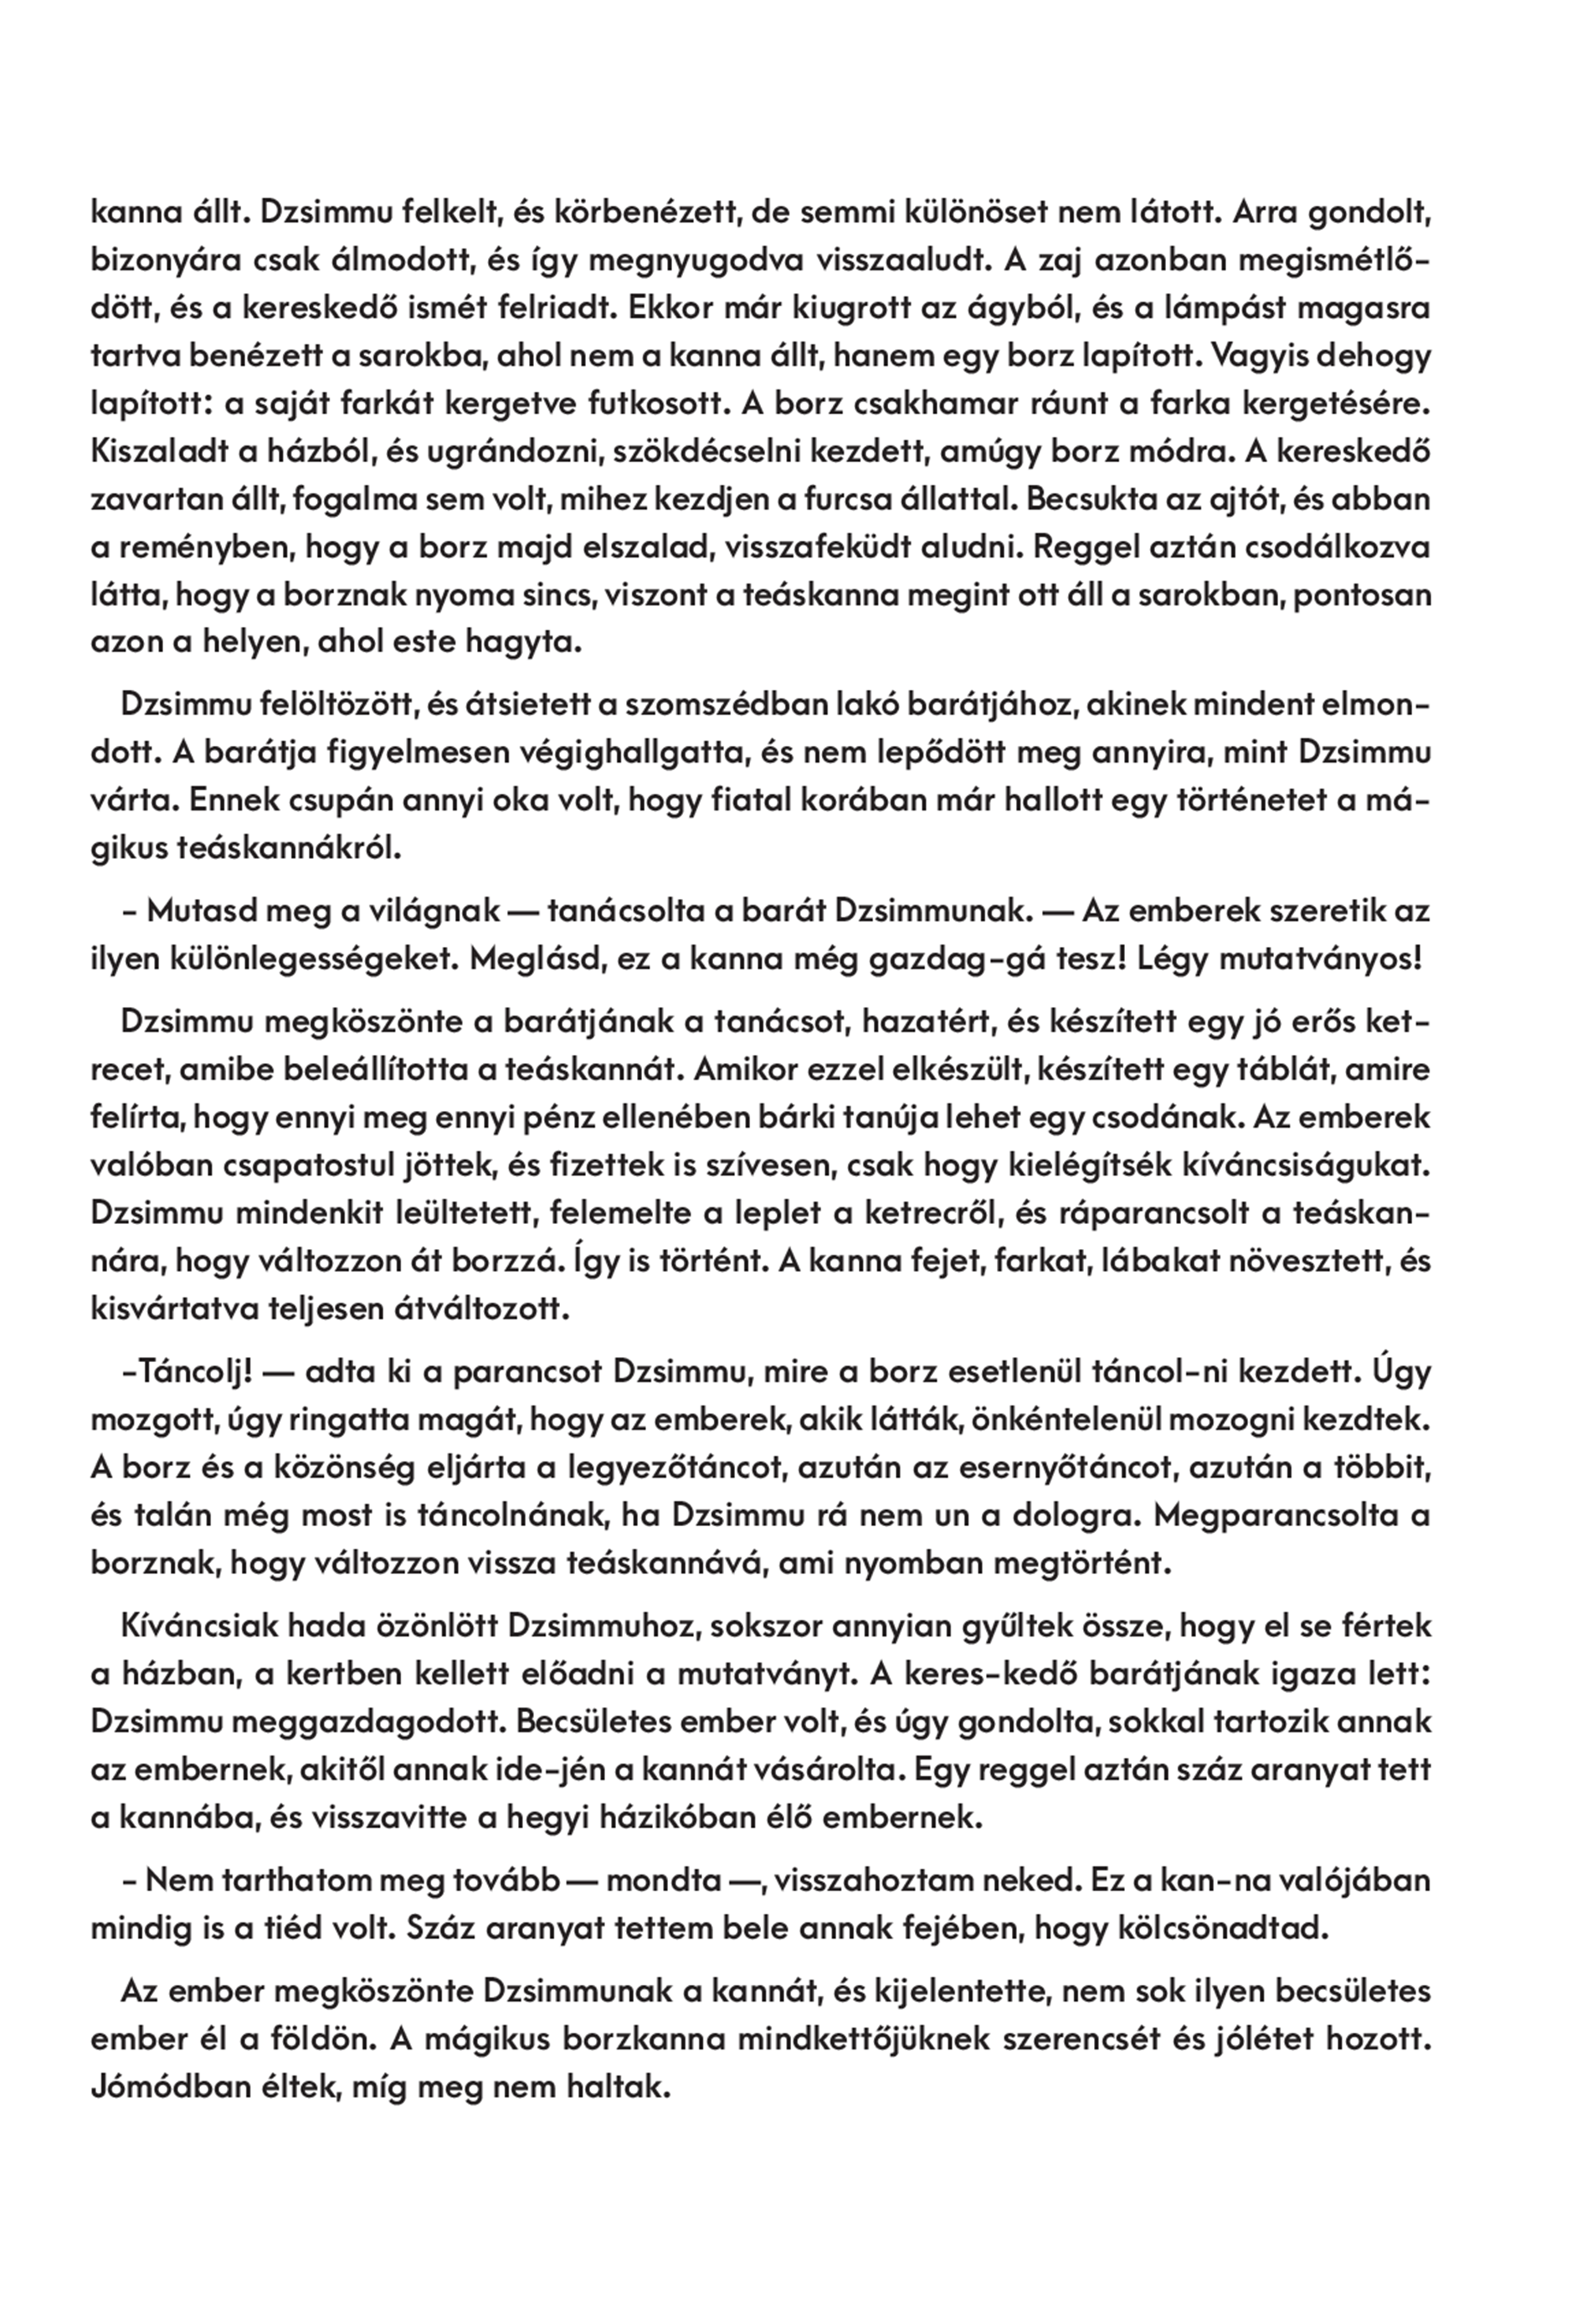 kanna állt. Dzsimmu felkelt, és körbenézett, de semmi különöset nem látott. Arra gondolt,
bizonyára csak álmodott, és így megnyugodva visszaaludt. A zaj azonban megismétlő-
dött, és a kereskedő ismét felriadt. Ekkor már kiugrott az ágyból, és a lámpást magasra
tartva benézett a sarokba, ahol nem a kanna állt, hanem egy borz lapított. Vagyis dehogy
lapított: a saját farkát kergetve futkosott. A borz csakhamar ráunt a farka kergetésére.
Kiszaladt a házból, és ugrándozni, szökdécselni kezdett, amúgy borz módra. A kereskedő
zavartan állt, fogalma sem volt, mihez kezdjen a furcsa állattal. Becsukta az ajtót, és abban
a reményben, hogy a borz majd elszalad, visszafeküdt aludni. Reggel aztán csodálkozva
látta, hogy a borznak nyoma sincs, viszont a teáskanna megint ott áll a sarokban, pontosan
azon a helyen, ahol este hagyta.
Dzsimmu felöltözött, és átsietett a szomszédban lakó barátjához, akinek mindent elmon-
dott. A barátja figyelmesen végighallgatta, és nem lepődött meg annyira, mint Dzsimmu
várta. Ennek csupán annyi oka volt, hogy fiatal korában már hallott egy történetet a má-
gikus teáskannákról.
– Mutasd meg a világnak — tanácsolta a barát Dzsimmunak. — Az emberek szeretik az
ilyen különlegességeket. Meglásd, ez a kanna még gazdag-gá tesz! Légy mutatványos!
Dzsimmu megköszönte a barátjának a tanácsot, hazatért, és készített egy jó erős ket-
recet, amibe beleállította a teáskannát. Amikor ezzel elkészült, készített egy táblát, amire
felírta, hogy ennyi meg ennyi pénz ellenében bárki tanúja lehet egy csodának. Az emberek
valóban csapatostul jöttek, és fizettek is szívesen, csak hogy kielégítsék kíváncsiságukat.
Dzsimmu mindenkit leültetett, felemelte a leplet a ketrecről, és ráparancsolt a teáskan-
nára, hogy változzon át borzzá. Így is történt. A kanna fejet, farkat, lábakat növesztett, és
kisvártatva teljesen átváltozott.
–Táncolj! — adta ki a parancsot Dzsimmu, mire a borz esetlenül táncol-ni kezdett. Úgy
mozgott, úgy ringatta magát, hogy az emberek, akik látták, önkéntelenül mozogni kezdtek.
A borz és a közönség eljárta a legyezőtáncot, azután az esernyőtáncot, azután a többit,
és talán még most is táncolnának, ha Dzsimmu rá nem un a dologra. Megparancsolta a
borznak, hogy változzon vissza teáskannává, ami nyomban megtörtént.
Kíváncsiak hada özönlött Dzsimmuhoz, sokszor annyian gyűltek össze, hogy el se fértek
a házban, a kertben kellett előadni a mutatványt. A keres-kedő barátjának igaza lett:
Dzsimmu meggazdagodott. Becsületes ember volt, és úgy gondolta, sokkal tartozik annak
az embernek, akitől annak ide-jén a kannát vásárolta. Egy reggel aztán száz aranyat tett
a kannába, és visszavitte a hegyi házikóban élő embernek.
– Nem tarthatom meg tovább — mondta —, visszahoztam neked. Ez a kan-na valójában
mindig is a tiéd volt. Száz aranyat tettem bele annak fejében, hogy kölcsönadtad.
Az ember megköszönte Dzsimmunak a kannát, és kijelentette, nem sok ilyen becsületes
ember él a földön. A mágikus borzkanna mindkettőjüknek szerencsét és jólétet hozott.
Jómódban éltek, míg meg nem haltak.